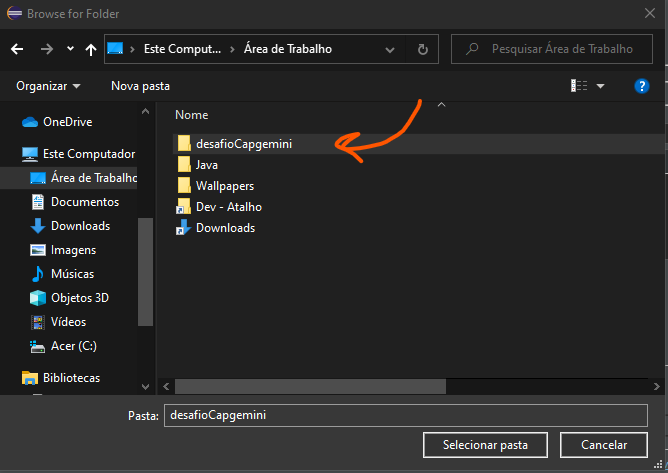 Browse for Folder
Este Comput... > Área de Trabalho
Pesquisar Área de Trabalho
Organizar
Nova pasta
?
OneDrive
Este Computador
Área de Trabalho
Documentos
Downloads
Imagens
Músicas
Objetos 3D
Vídeos
Acer (C:)
Bibliotecas
Nome
desafioCapgemini
Java
Wallpapers
Dev - Atalho
Downloads
Pasta: desafioCapgemini
Selecionar pasta
Cancelar